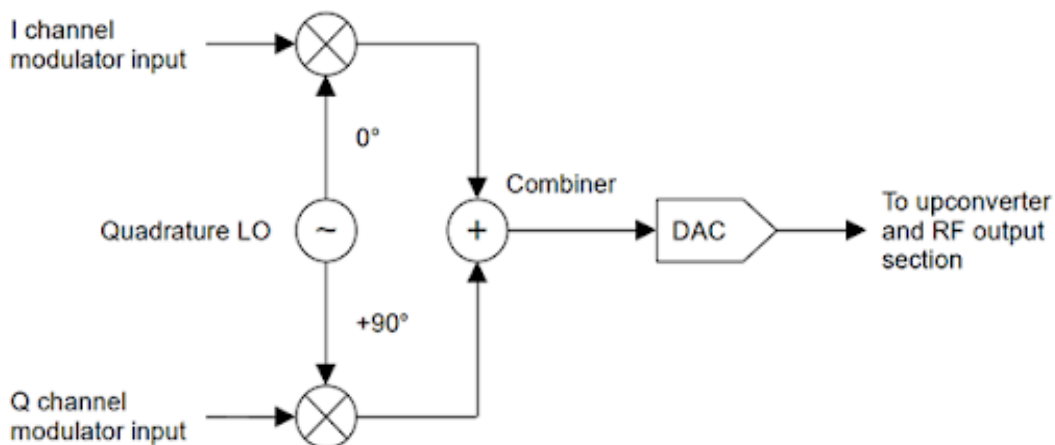 I channel
modulator input
0°
Combiner
Quadrature LO
~
+
DAC
To upconverter
and RF output
section
+90°
Q channel
modulator input